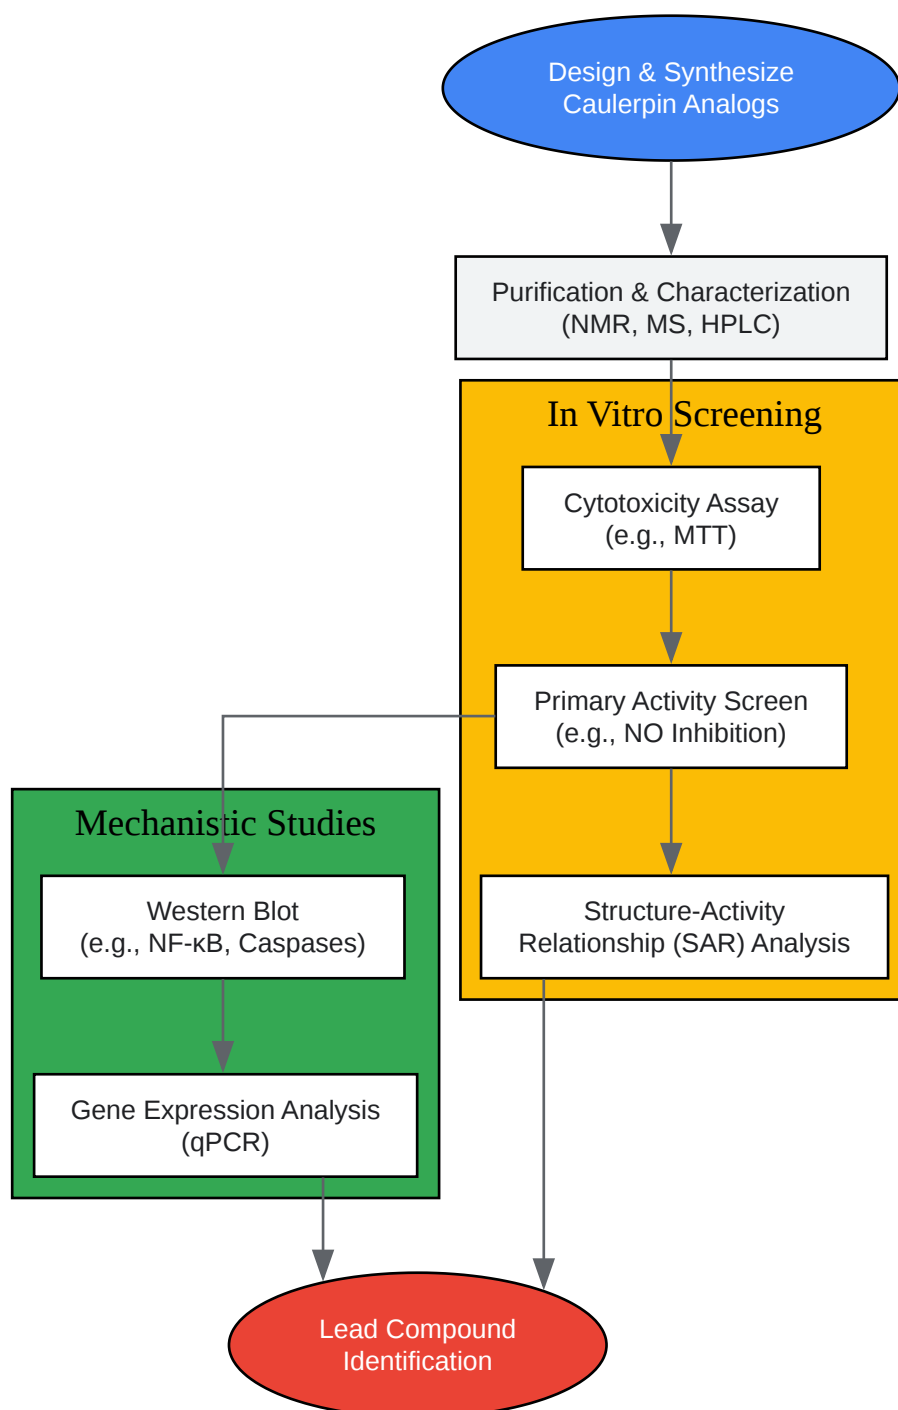 Design & Synthesize
Caulerpin Analogs
Purification & Characterization
(NMR, MS, HPLC)
In Vitro Screening
Cytotoxicity Assay
(e.g., MTT)
Primary Activity Screen
(e.g., NO Inhibition)
Mechanistic Studies
Western Blot
(e.g., NF-κB, Caspases)
Structure-Activity
Relationship (SAR) Analysis
Gene Expression Analysis
(qPCR)
Lead Compound
Identification